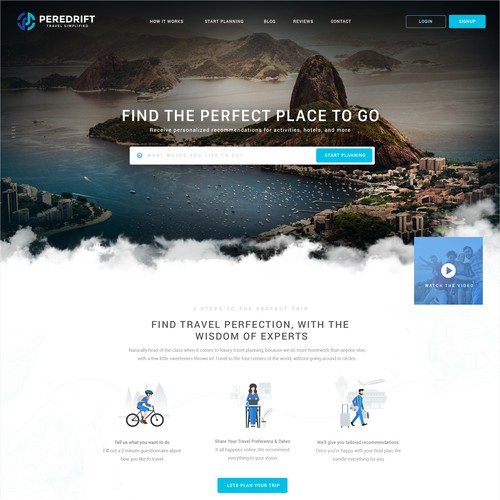 PEREDRIFT
TRAVEL SIMPLIFIED
HOW IT WORKS
START PLANNING
BLOG
REVIEWS
CONTACT
LOGIN
SIGNUP
FIND THE PERFECT PLACE TO GO
Receive personalized recommendations for activities, hotels, and more
WHAT WOULD YOU LIKE TO DO?
START PLANNING
WATCH THE VIDEO
3 STEPS TO THE PERFECT TRIP
FIND TRAVEL PERFECTION, WITH THE
WISDOM OF EXPERTS
Naturally head of the class when it comes to luxury travel planning, because we do more homework than anyone else,
with a few little sweeteners thrown in! Travel to the four corners of the world, without going around in circles.
Tell us what you want to do
Fill out a 3 minute questionnaire about
how you like to travel
Share Your Travel Preference & Dates
It all happens online, We recommend
everything to your vision
We'll give you tailored recommendations
Once you're happy with your final plan, We
handle everything for you
LETS PLAN YOUR TRIP